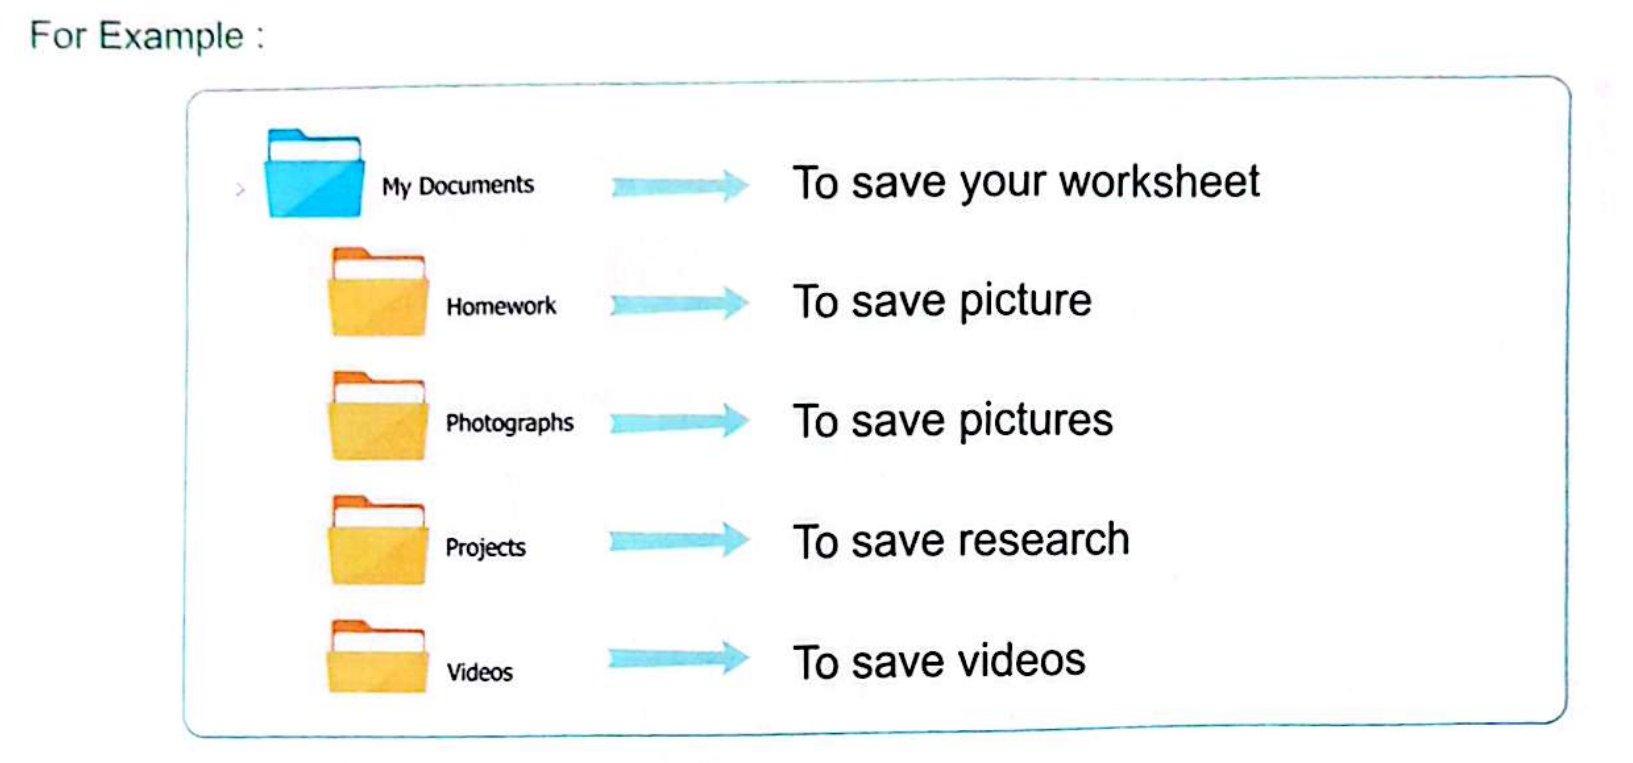 For Example :
My Documents To save your worksheet
Homework To save picture
Photographs To save pictures
Projects To save research
Videos To save videos